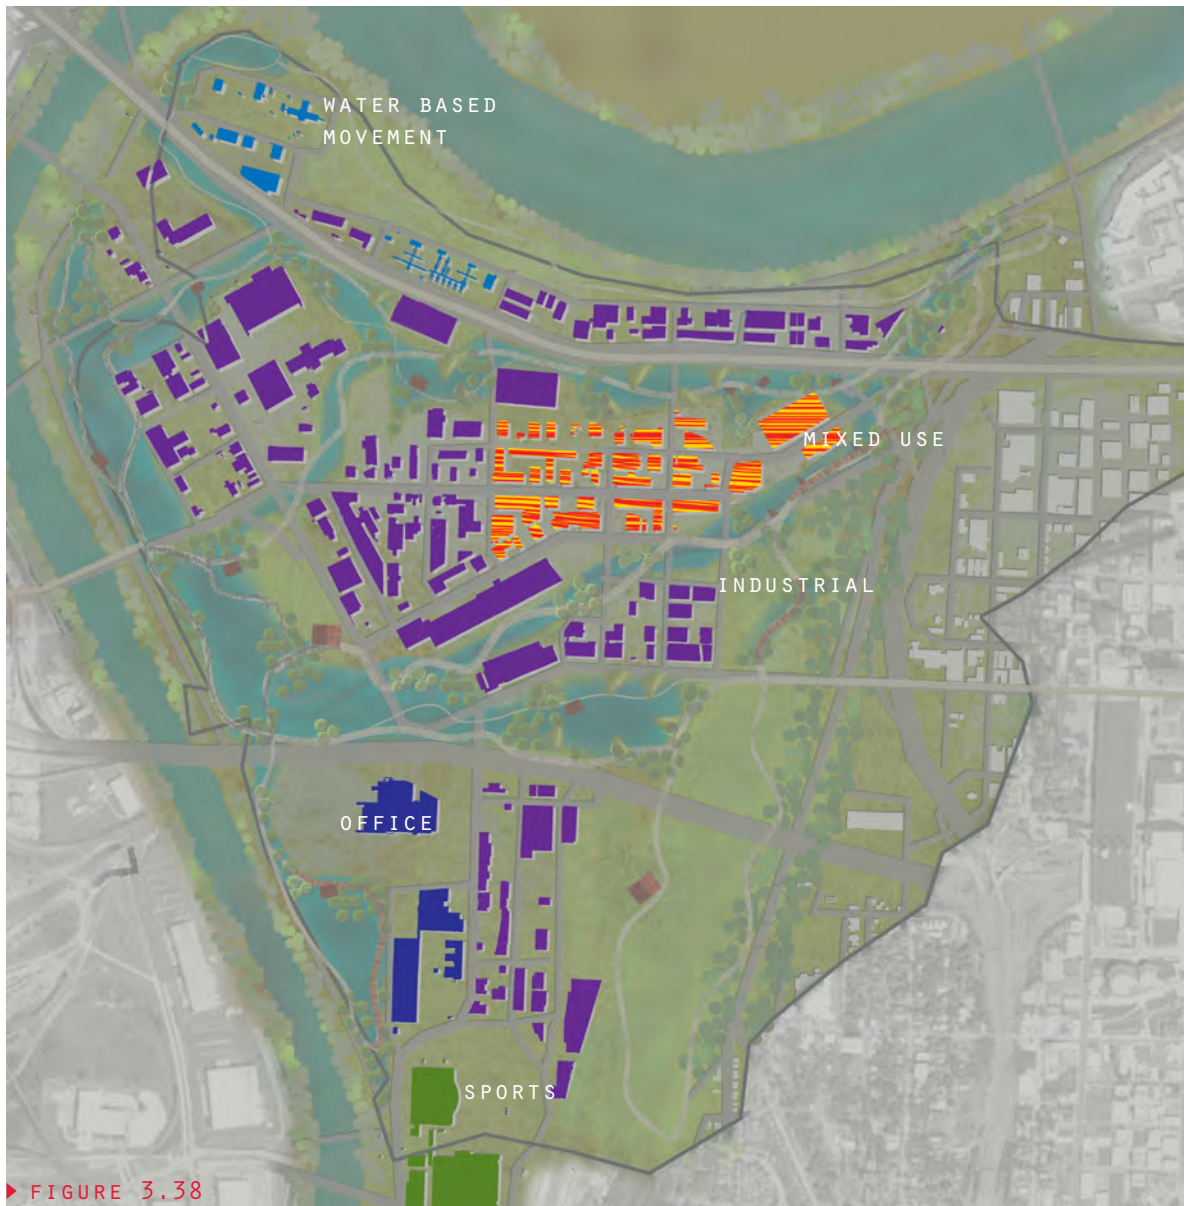 WATER BASED
MOVEMENT
MIXED USE
INDUSTRIAL
OFFICE
SPORTS
FIGURE 3.38